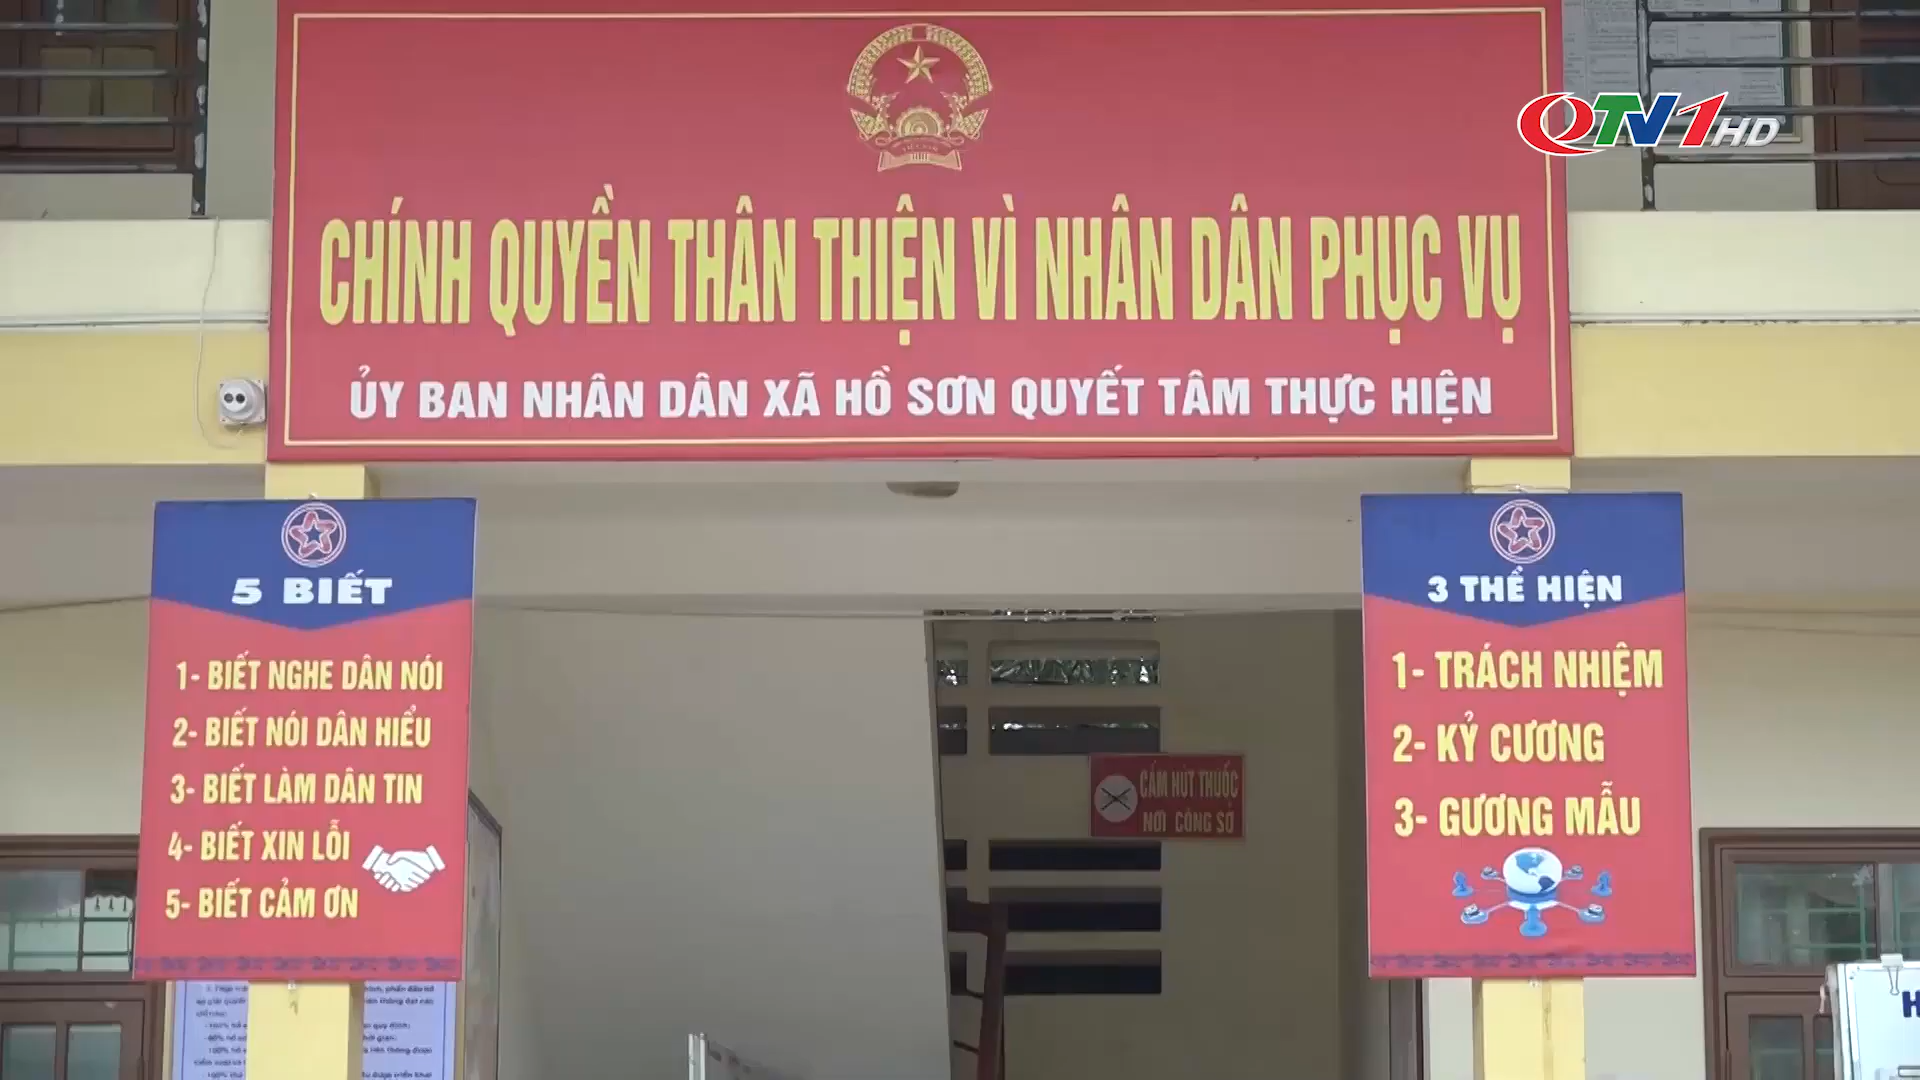 QTV1HD
CHÍNH QUYỀN THÂN THIỆN VÌ NHÂN DÂN PHỤC VỤ
ỦY BAN NHÂN DÂN XÃ HỒ SƠN QUYẾT TÂM THỰC HIỆN
5 BIẾT
1- BIẾT NGHE DÂN NÓI
2- BIẾT NÓI DÂN HIỂU
3- BIẾT LÀM DÂN TIN
4- BIẾT XIN LỖI
5- BIẾT CẢM ƠN
3 THỂ HIỆN
1- TRÁCH NHIỆM
2- KỶ CƯƠNG
3- GƯƠNG MẪU
CẤM HÚT THUỐC
NƠI CÔNG SỞ